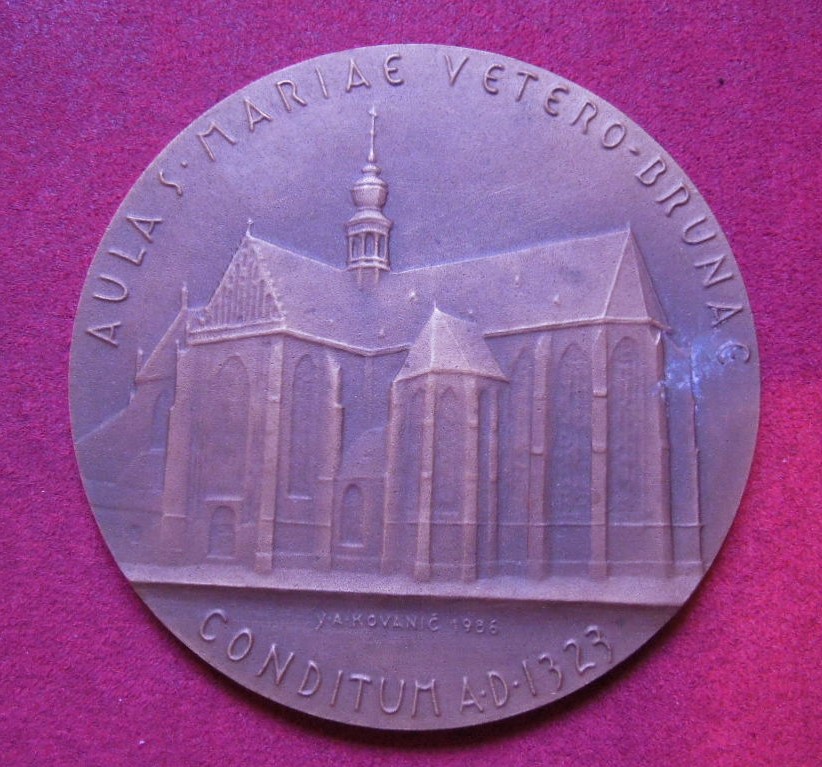 AULA S. MARIAE VETERO-BRUNAE
J·A·KOVANIČ 1986
CONDITUM A·D·1323